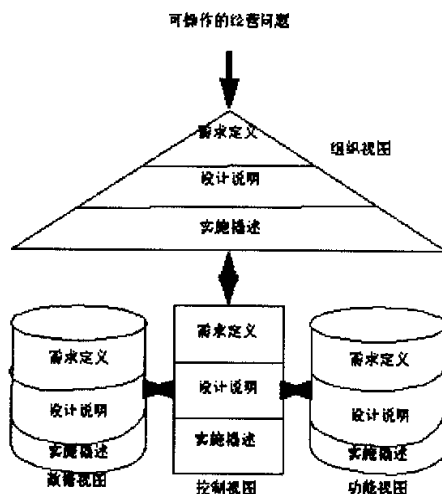 可操作的经营问题
需求定义
组织视图
设计说明
实施描述
需求定义
设计说明
实施描述
数据视图
需求定义
设计说明
实施描述
控制视图
需求定义
设计说明
实施描述
功能视图